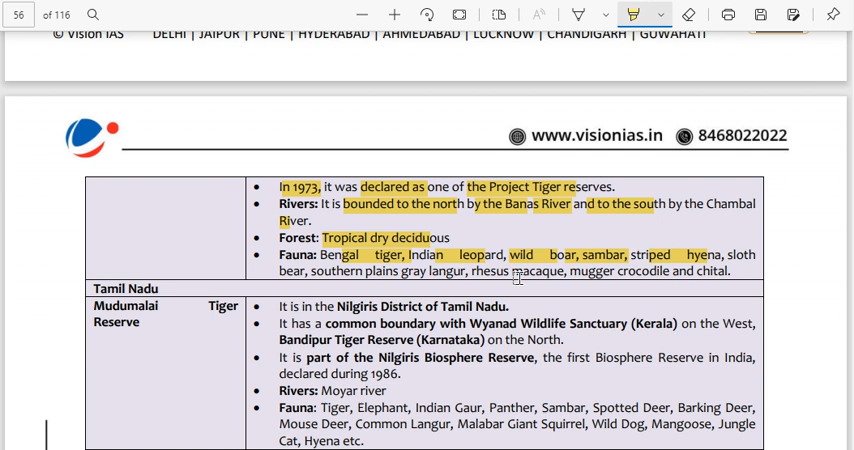 56 of 116
© Vision IAS DELHI | JAIPUR | PUNE | HYDERABAD | AHMEDABAD | LUCKNOW | CHANDIGARH | GUWAHATI
www.visionias.in 8468022022
• In 1973, it was declared as one of the Project Tiger reserves.
• Rivers: It is bounded to the north by the Banas River and to the south by the Chambal
River.
• Forest: Tropical dry deciduous
• Fauna: Bengal tiger, Indian leopard, wild boar, sambar, striped hyena, sloth
bear, southern plains gray langur, rhesus macaque, mugger crocodile and chital.
Tamil Nadu
Mudumalai Tiger
Reserve
• It is in the Nilgiris District of Tamil Nadu.
• It has a common boundary with Wyanad Wildlife Sanctuary (Kerala) on the West,
Bandipur Tiger Reserve (Karnataka) on the North.
• It is part of the Nilgiris Biosphere Reserve, the first Biosphere Reserve in India,
declared during 1986.
• Rivers: Moyar river
• Fauna: Tiger, Elephant, Indian Gaur, Panther, Sambar, Spotted Deer, Barking Deer,
Mouse Deer, Common Langur, Malabar Giant Squirrel, Wild Dog, Mangoose, Jungle
Cat, Hyena etc.